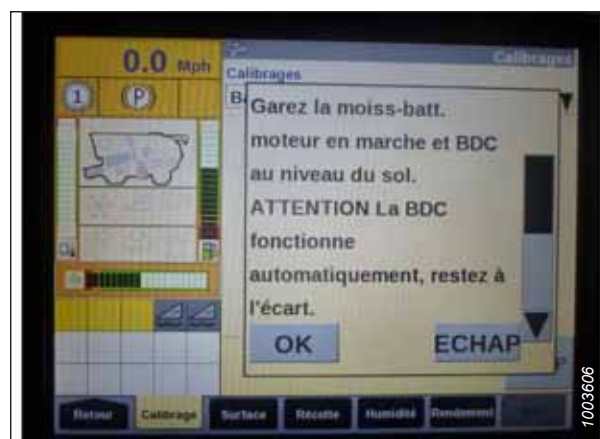 0.0 Mph
Calibrages
Calibrages
1
P
B
Garez la moiss-batt.
moteur en marche et BDC
au niveau du sol.
ATTENTION La BDC
fonctionne
automatiquement, restez à
l'écart.
OK
ECHAP
Retour
Calibrage
Surface
Récolte
Humidité
Rendement
1003606